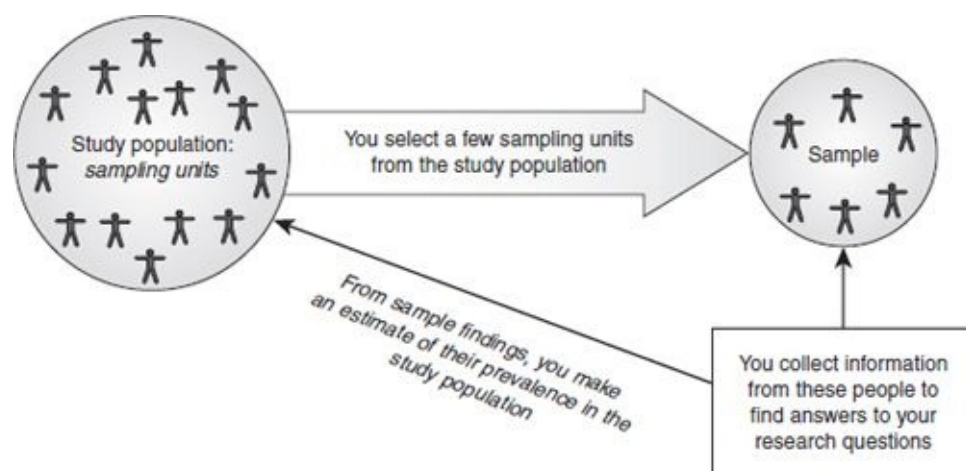 Study population:
sampling units
You select a few sampling units
from the study population
Sample
From sample findings, you make
an estimate of their prevalence in the
study population
You collect information
from these people to
find answers to your
research questions